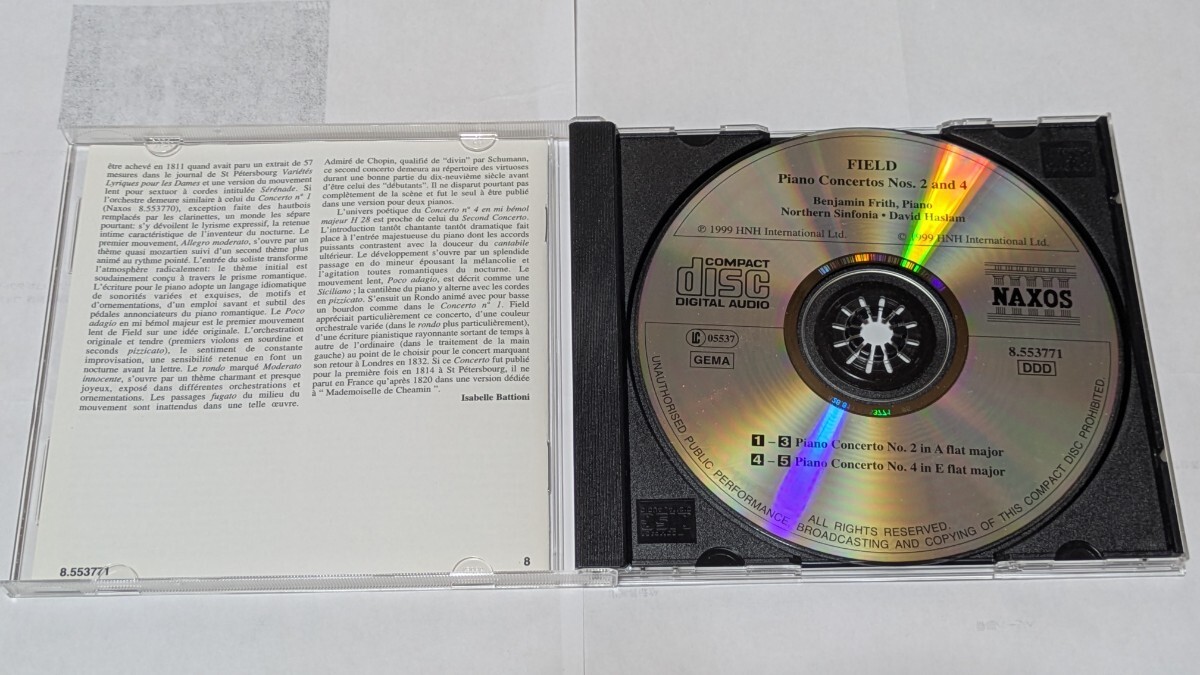 être achevé en 1811 quand avait paru un extrait de 57
mesures dans le journal de St Pétersbourg Variétés
Lyriques pour les Dames et une version du mouvement
lent pour sextuor à cordes intitulée Sérénade. Si
l'orchestre demeure similaire à celui du Concerto n° 1
(Naxos 8.553770), exception faite des hautbois
remplacés par les clarinettes, un monde les sépare
pourtant: s'y dévoilent le lyrisme expressif, la retenue
intime caractéristique de l'inventeur du nocturne. Le
premier mouvement, Allegro moderato, s'ouvre par un
thème quasi mozartien suivi d'un second thème plus
animé au rythme pointé. L'entrée du soliste transforme
l'atmosphère radicalement: le thème initial est
soudainement conçu à travers le prisme romantique.
L'écriture pour le piano adopte un langage idiomatique
de sonorités variées et exquises, de motifs et
d'ornementations, d'un emploi savant et subtil des
pédales annonciateurs du piano romantique. Le Poco
adagio en mi bémol majeur est le premier mouvement
lent de Field sur une idée originale. L'orchestration
originale et tendre (premiers violons en sourdine et
seconds pizzicato), le sentiment de constante
improvisation, une sensibilité retenue en font un
nocturne avant la lettre. Le rondo marqué Moderato
innocente, s'ouvre par un thème charmant et presque
joyeux, exposé dans différentes orchestrations et
ornementations. Les passages fugato du milieu du
mouvement sont inattendus dans une telle œuvre.
Admiré de Chopin, qualifié de "divin" par Schumann,
ce second concerto demeura au répertoire des virtuoses
durant une bonne partie du dix-neuvième siècle avant
d'être celui des "débutants". Il ne disparut pourtant pas
complètement de la scène et fut le seul à être publié
dans une version pour deux pianos.
L'univers poétique du Concerto n° 4 en mi bémol
majeur H 28 est proche de celui du Second Concerto.
L'introduction tantôt chantante tantôt dramatique fait
place à l'entrée majestueuse du piano dont les accords
puissants contrastent avec la douceur du cantabile
ultérieur. Le développement s'ouvre par un splendide
passage en do mineur épousant la mélancolie et
l'agitation toutes romantiques du nocturne. Le
mouvement lent, Poco adagio, est décrit comme une
Siciliano ; la cantilène du piano y alterne avec les cordes
en pizzicato. S'ensuit un Rondo animé avec pour basse
un bourdon comme dans le Concerto n° 1. Field
appréciait particulièrement ce concerto, d'une couleur
orchestrale variée (dans le rondo plus particulièrement),
d'une écriture pianistique rayonnante sortant de temps à
autre de l'ordinaire (dans le traitement de la main
gauche) au point de le choisir pour le concert marquant
son retour à Londres en 1832. Si ce Concerto fut publié
pour la première fois en 1814 à St Pétersbourg, il ne
parut en France qu'après 1820 dans une version dédiée
à " Mademoiselle de Cheamin ".
Isabelle Battioni
8.553771
8
FIELD
Piano Concertos Nos. 2 and 4
Benjamin Frith, Piano
Northern Sinfonia • David Haslam
℗ 1999 HNH International Ltd.
© 1999 HNH International Ltd.
COMPACT
disc
DIGITAL AUDIO
NAXOS
LC 05537
GEMA
8.553771
DDD
1 – 3 Piano Concerto No. 2 in A flat major
4 – 5 Piano Concerto No. 4 in E flat major
ALL RIGHTS RESERVED.
UNAUTHORISED PUBLIC PERFORMANCE, BROADCASTING AND COPYING OF THIS COMPACT DISC PROHIBITED.